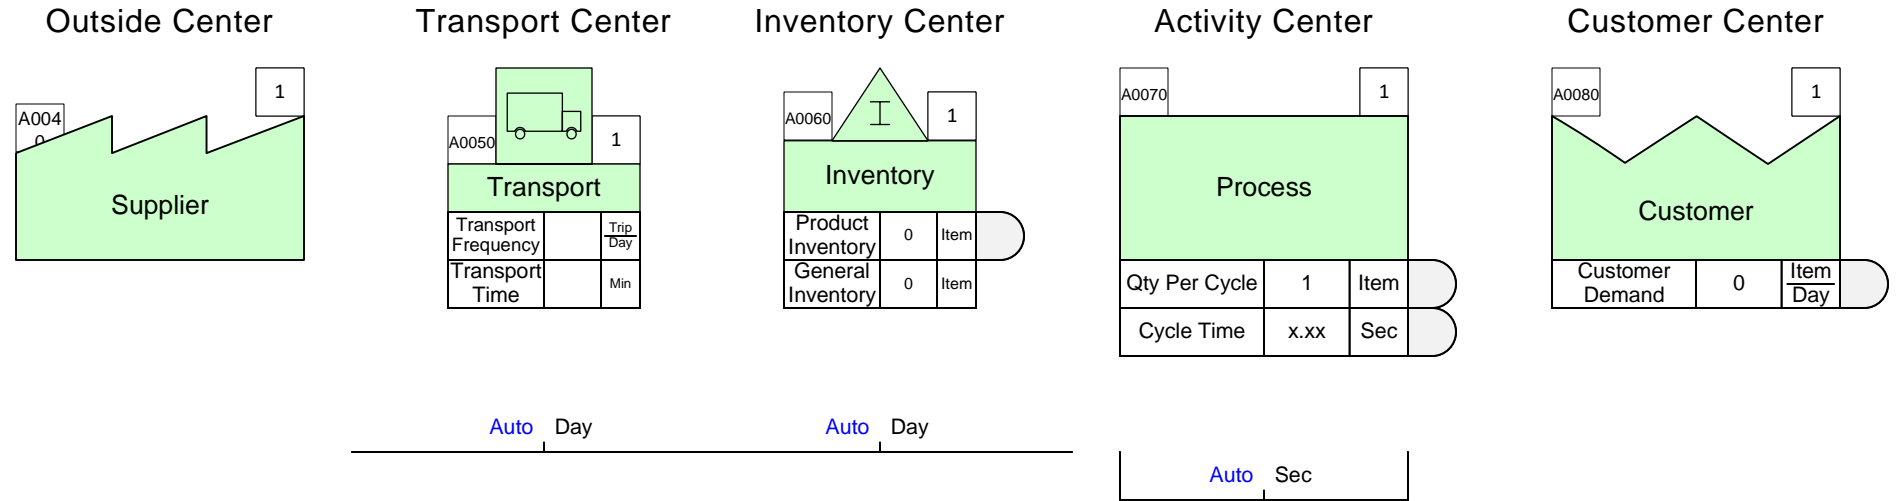 Outside Center
Transport Center
Inventory Center
Activity Center
Customer Center
A004
0
1
Supplier
A0050
1
Transport
Transport
Frequency
Trip
Day
Transport
Time
Min
A0060
I
1
Inventory
Product
Inventory
0
Item
General
Inventory
0
Item
A0070
1
Process
Qty Per Cycle
1
Item
Cycle Time
x.xx
Sec
A0080
1
Customer
Customer
Demand
0
Item
Day
Auto Day
Auto Day
Auto Sec